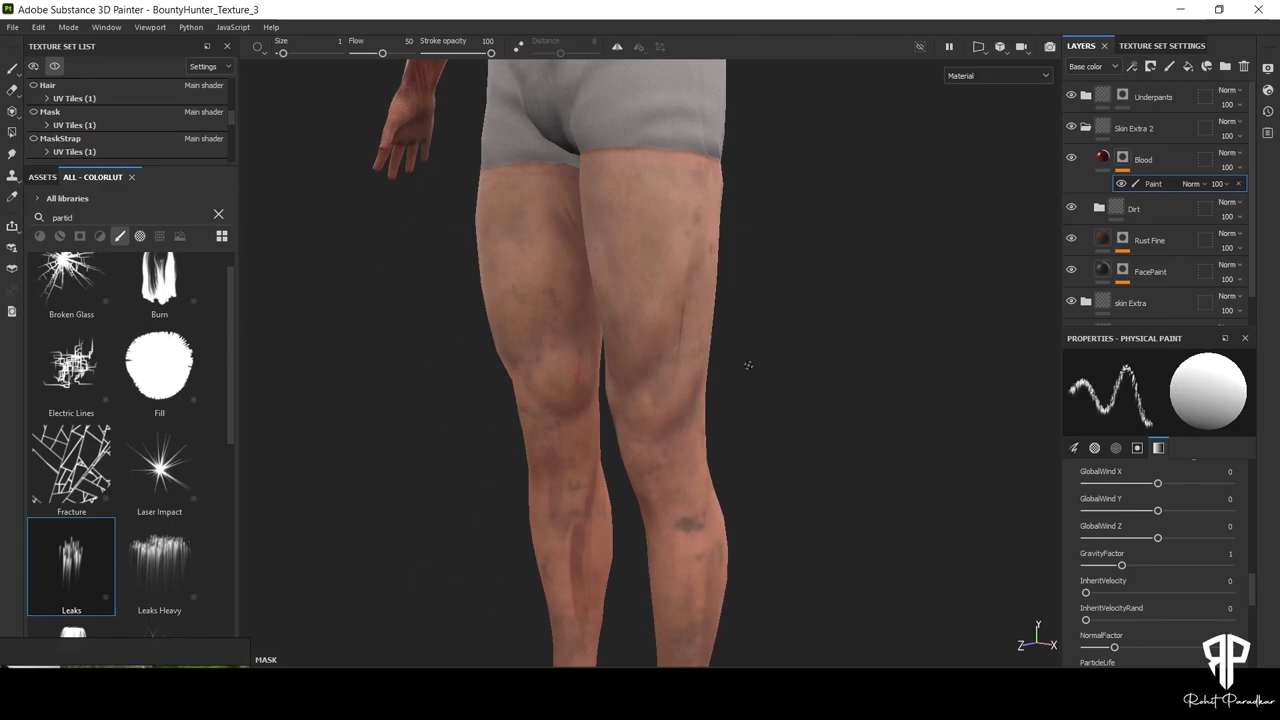 Adobe Substance 3D Painter - BountyHunter_Texture_3
File Edit Mode Window Viewport Python JavaScript Help
TEXTURE SET LIST
Settings
Hair Main shader
UV Tiles (1)
Mask Main shader
UV Tiles (1)
MaskStrap Main shader
UV Tiles (1)
ASSETS ALL - COLORLUT
All libraries
partid
Broken Glass Burn
Electric Lines Fill
Fracture Laser Impact
Leaks Leaks Heavy
Size 1 Flow 50 Stroke opacity 100 Distance 8
Material
MASK
Y
Z X
LAYERS TEXTURE SET SETTINGS
Base color
Underpants Norm
100
Skin Extra 2 Norm
100
Blood Norm
100
Paint Norm 100
Dirt Norm
100
Rust Fine Norm
100
FacePaint Norm
100
skin Extra Norm
100
PROPERTIES - PHYSICAL PAINT
GlobalWind X 0
GlobalWind Y 0
GlobalWind Z 0
GravityFactor 1
InheritVelocity 0
InheritVelocityRand 0
NormalFactor
ParticleLife
RP
Rohit Paradkar